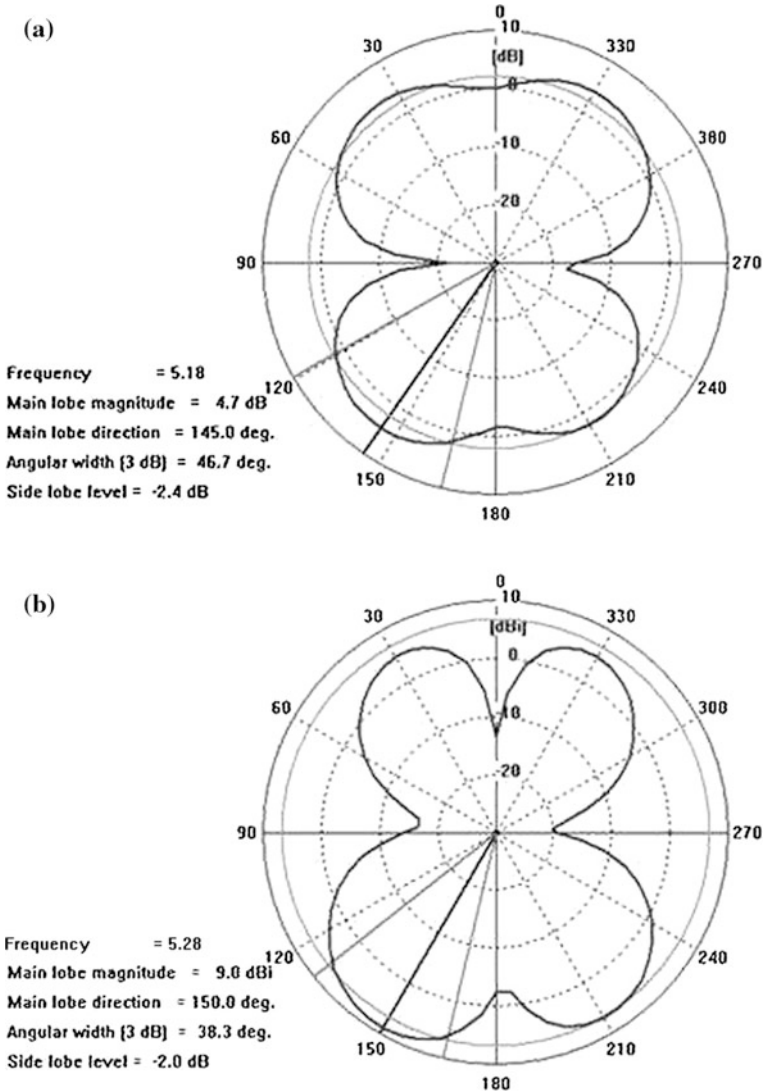 (a)
0
10
[dB]
30
330
0
60
380
-10
-20
90
270
Frequency = 5.18
120
240
Main lobe magnitude = 4.7 dB
Main lobe direction = 145.0 deg.
Angular width (3 dB) = 46.7 deg.
150
210
Side lobe level = -2.4 dB
180
(b)
0
10
30
330
[dBi]
0
60
300
-10
-20
90
270
Frequency = 5.28
120
240
Main lobe magnitude = 9.0 dBi
Main lobe direction = 150.0 deg.
Angular width (3 dB) = 38.3 deg.
150
210
Side lobe level = -2.0 dB
180